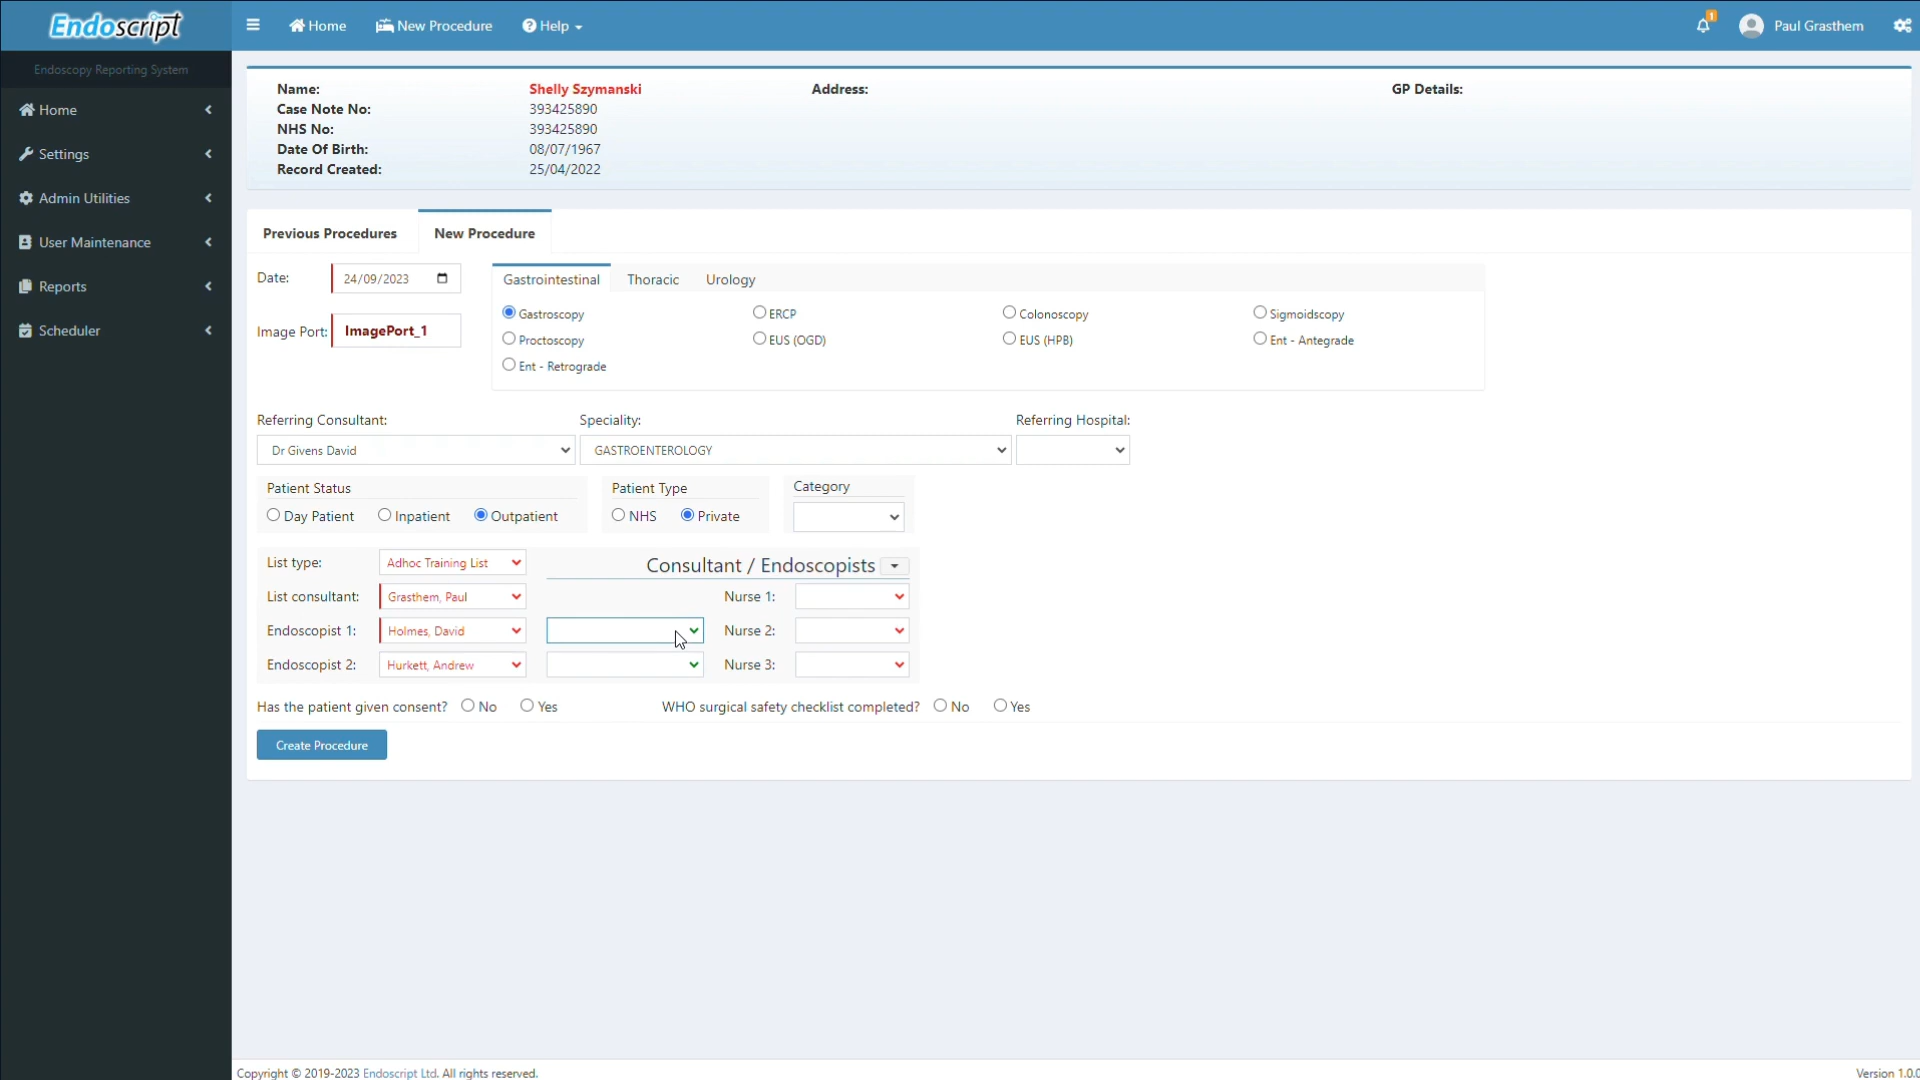 Endoscript
Home
New Procedure
Help
1
Paul Grasthem
Endoscopy Reporting System
Home
Settings
Admin Utilities
User Maintenance
Reports
Scheduler
Name: Shelly Szymanski Address: GP Details:
Case Note No: 393425890
NHS No: 393425890
Date Of Birth: 08/07/1967
Record Created: 25/04/2022
Previous Procedures New Procedure
Date: 24/09/2023
Image Port: ImagePort_1
Gastrointestinal Thoracic Urology
Gastroscopy ERCP Colonoscopy Sigmoidscopy
Proctoscopy EUS (OGD) EUS (HPB) Ent - Antegrade
Ent - Retrograde
Referring Consultant: Speciality: Referring Hospital:
Dr Givens David GASTROENTEROLOGY
Patient Status Patient Type Category
Day Patient Inpatient Outpatient NHS Private
List type: Adhoc Training List Consultant / Endoscopists
List consultant: Grasthem, Paul Nurse 1:
Endoscopist 1: Holmes, David Nurse 2:
Endoscopist 2: Hurkett, Andrew Nurse 3:
Has the patient given consent? No Yes WHO surgical safety checklist completed? No Yes
Create Procedure
Copyright © 2019-2023 Endoscript Ltd. All rights reserved. Version 1.0.0